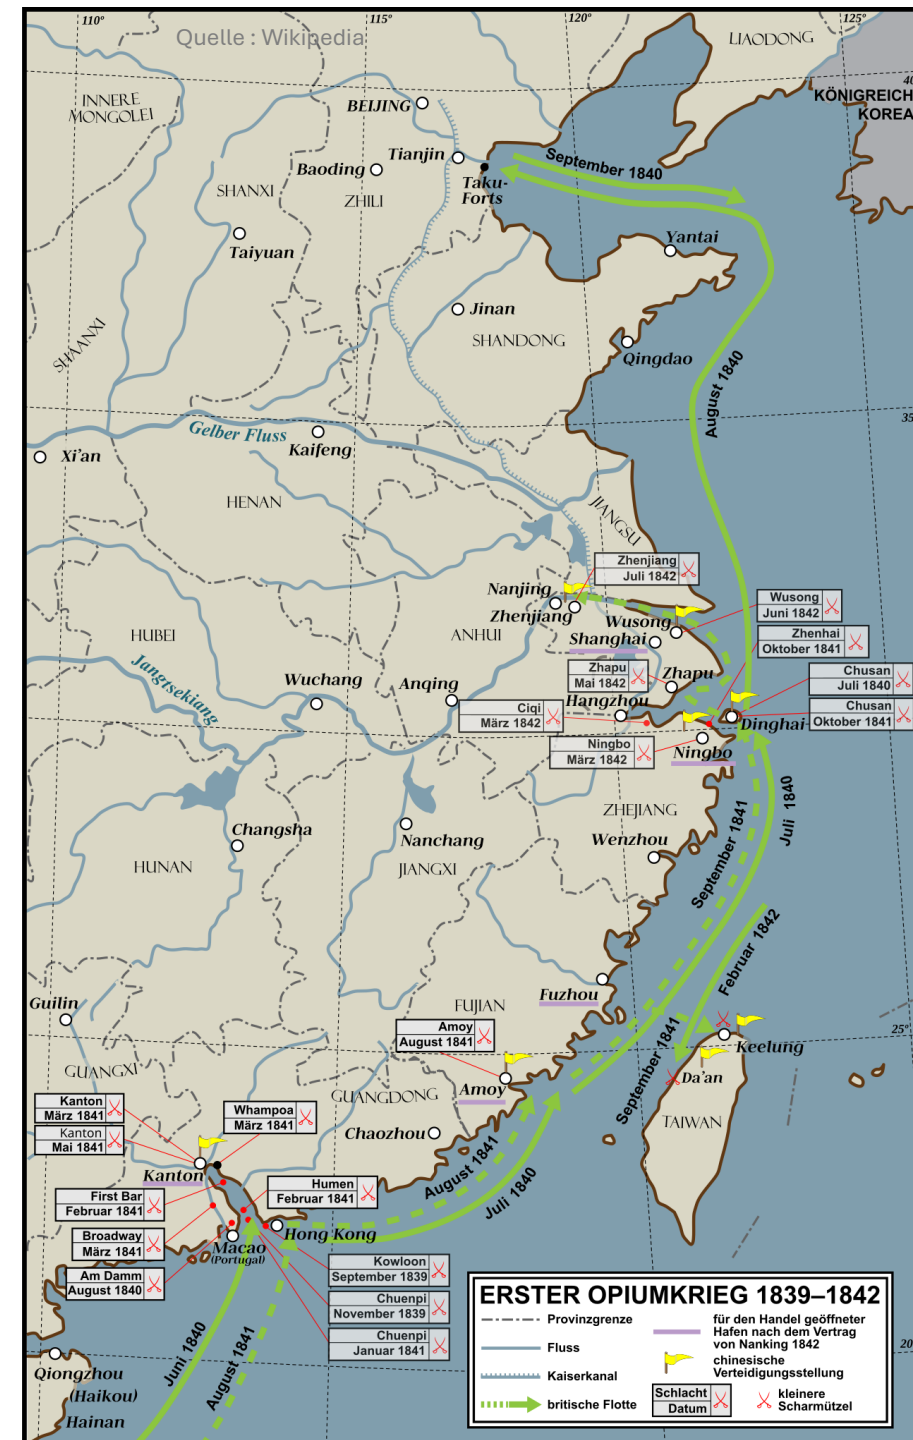 110°
115°
120°
125°
Quelle : Wikipedia
LIAODONG
INNERE
MONGOLEI
40
KÖNIGREICH
KOREA
BEIJING
Tianjin
Baoding
September 1840
Taku-
Forts
SHANXI
ZHILI
Taiyuan
Yantai
Jinan
SHANDONG
SHAANXI
Qingdao
August 1840
35
Gelber Fluss
Kaifeng
Xi’an
HENAN
JIANGSU
Zhenjiang
Juli 1842
Nanjing
Zhenjiang
Wusong
Juni 1842
Wusong
HUBEI
ANHUI
Shanghai
Zhenhai
Oktober 1841
Jangtsekiang
Zhapu
Mai 1842
Zhapu
Chusan
Juli 1840
Wuchang
Anqing
Hangzhou
Ciqi
März 1842
Chusan
Oktober 1841
Dinghai
Ningbo
März 1842
Ningbo
ZHEJIANG
Juli 1840
September 1841
Changsha
Nanchang
Wenzhou
HUNAN
JIANGXI
Februar 1842
Guilin
FUJIAN
Fuzhou
Amoy
August 1841
25°
Keelung
September 1841
GUANGXI
Da’an
Amoy
GUANGDONG
TAIWAN
Kanton
März 1841
Whampoa
März 1841
Kanton
Mai 1841
Chaozhou
Kanton
August 1841
Juli 1840
First Bar
Februar 1841
Humen
Februar 1841
Broadway
März 1841
Hong Kong
Macao
(Portugal)
Am Damm
August 1840
Kowloon
September 1839
Chuenpi
November 1839
Chuenpi
Januar 1841
Juni 1840
August 1841
20
Qiongzhou
(Haikou)
Hainan
ERSTER OPIUMKRIEG 1839–1842
Provinzgrenze
Fluss
Kaiserkanal
britische Flotte
für den Handel geöffneter
Hafen nach dem Vertrag
von Nanking 1842
chinesische
Verteidigungsstellung
Schlacht
Datum
kleinere
Scharmützel